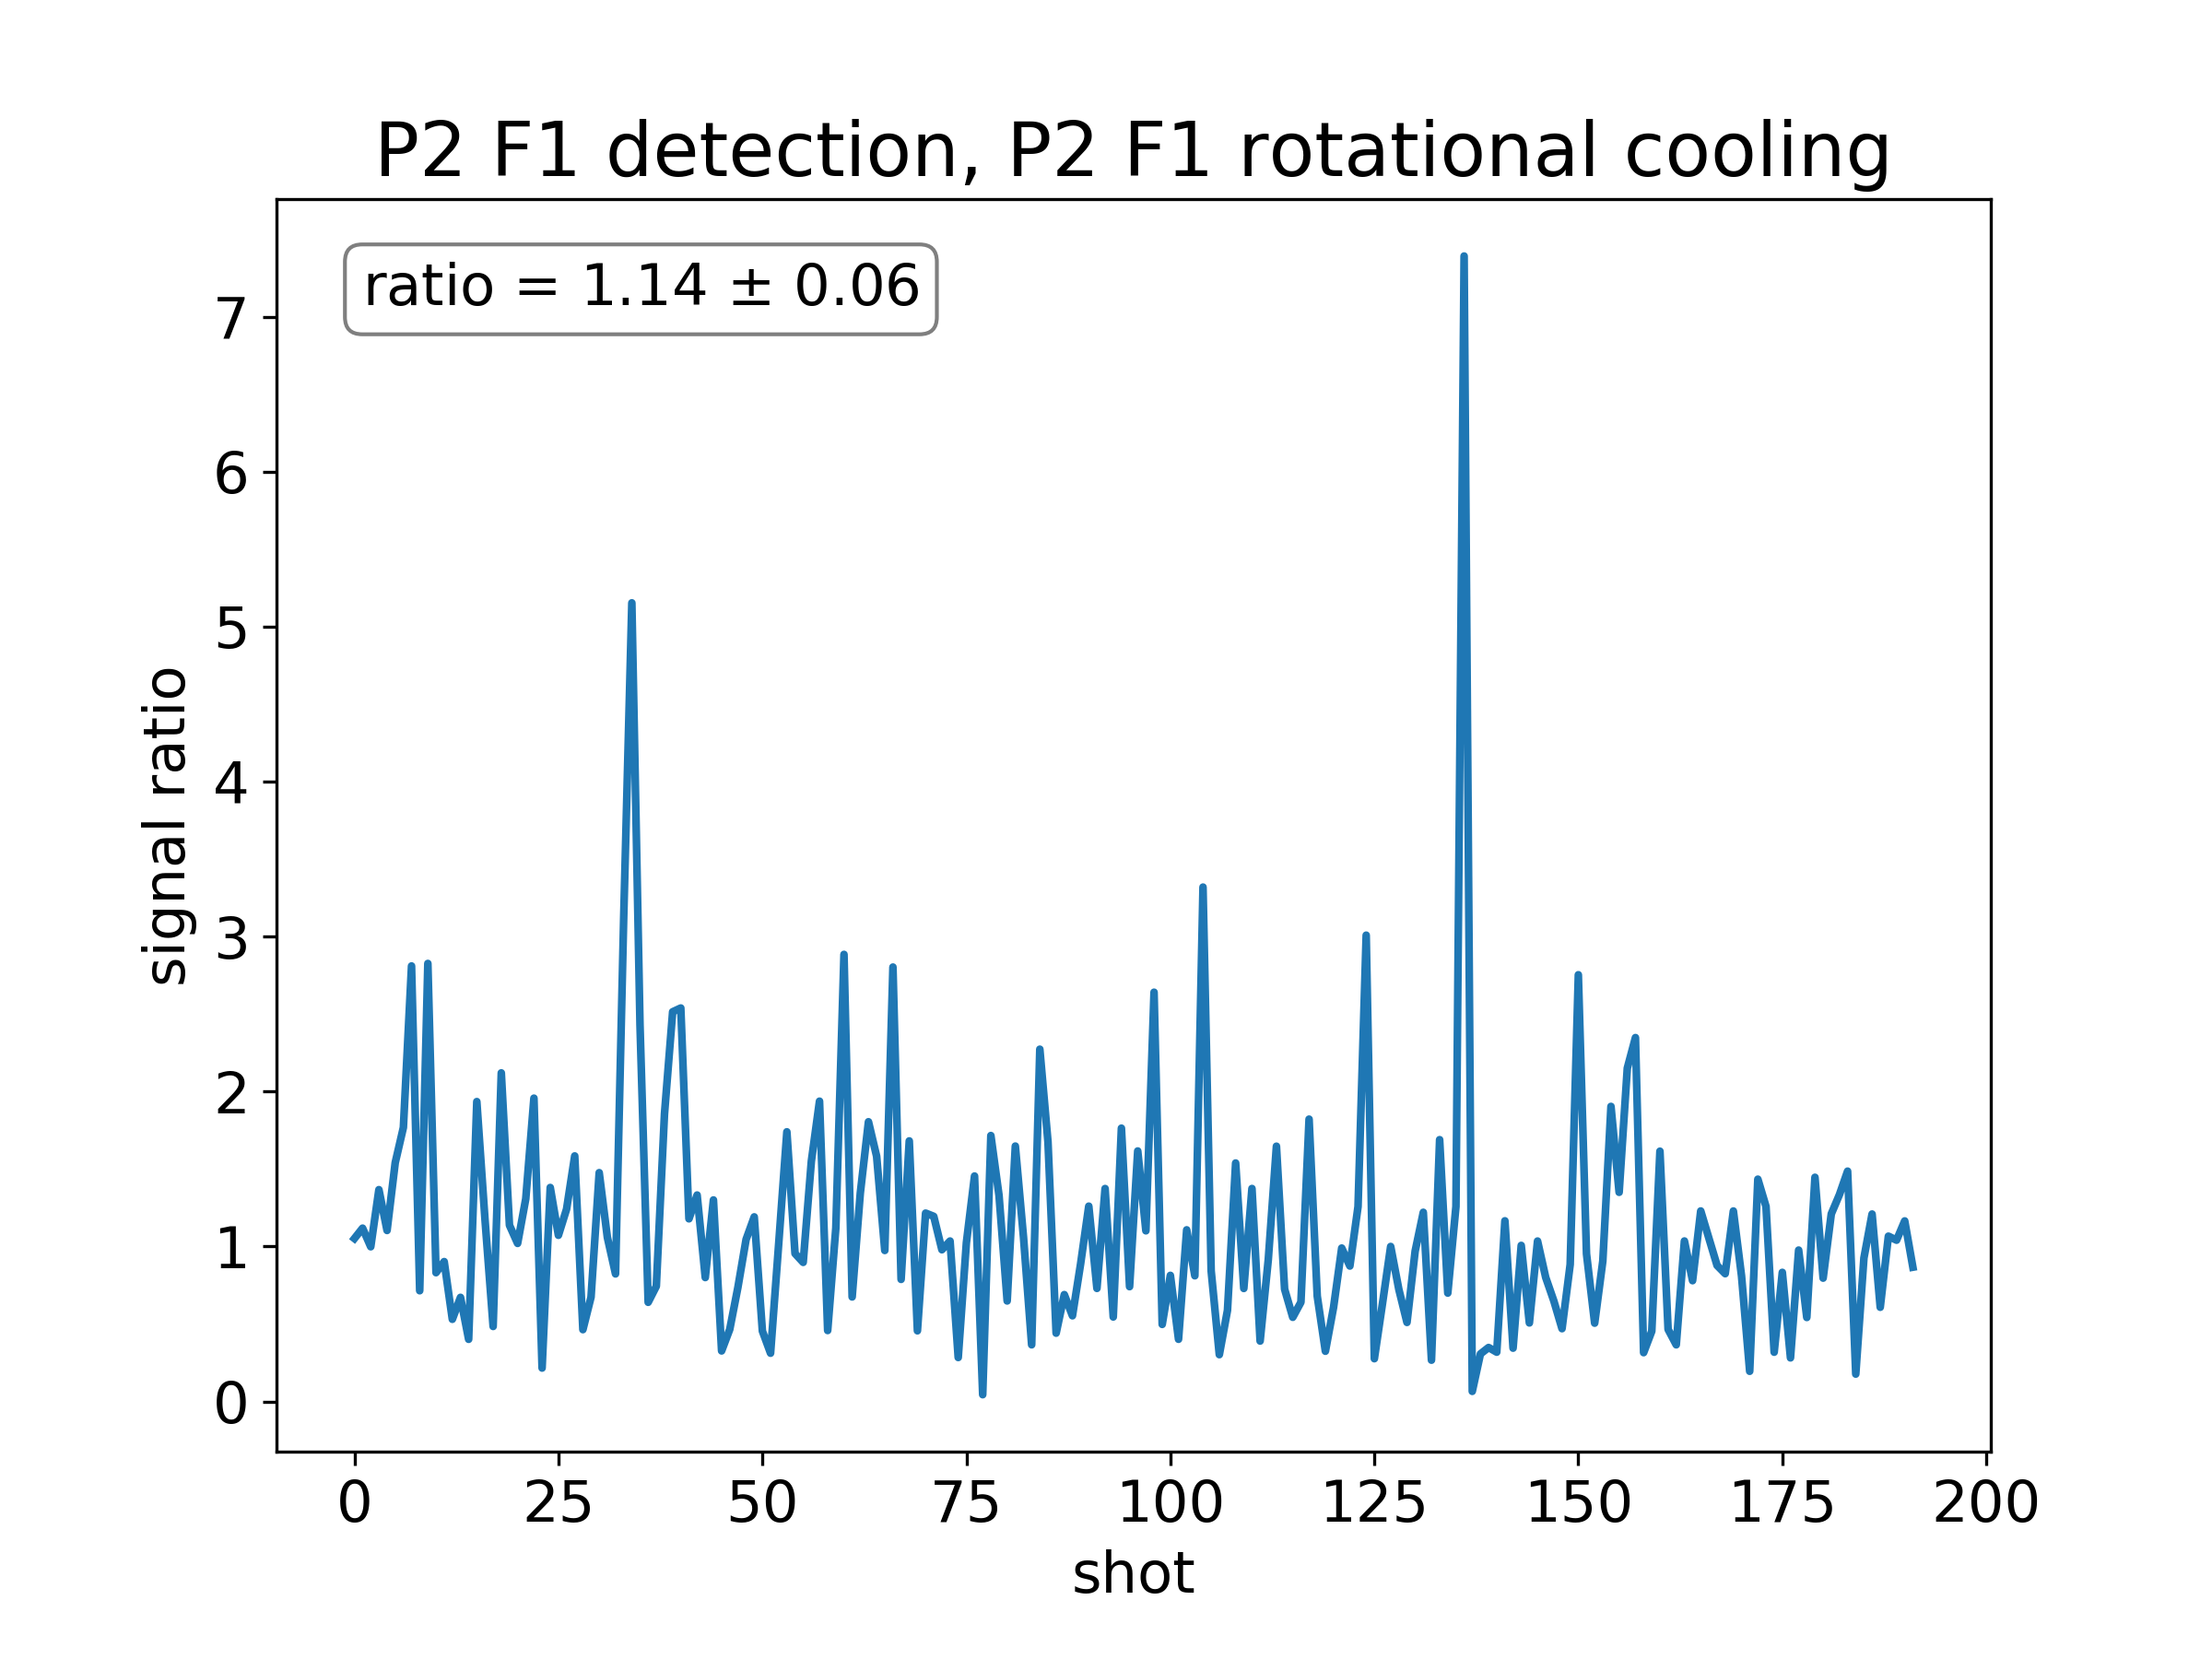 P2 F1 detection, P2 F1 rotational cooling
ratio = 1.14 ± 0.06
signal ratio
7
6
5
4
3
2
1
0
0 25 50 75 100 125 150 175 200
shot